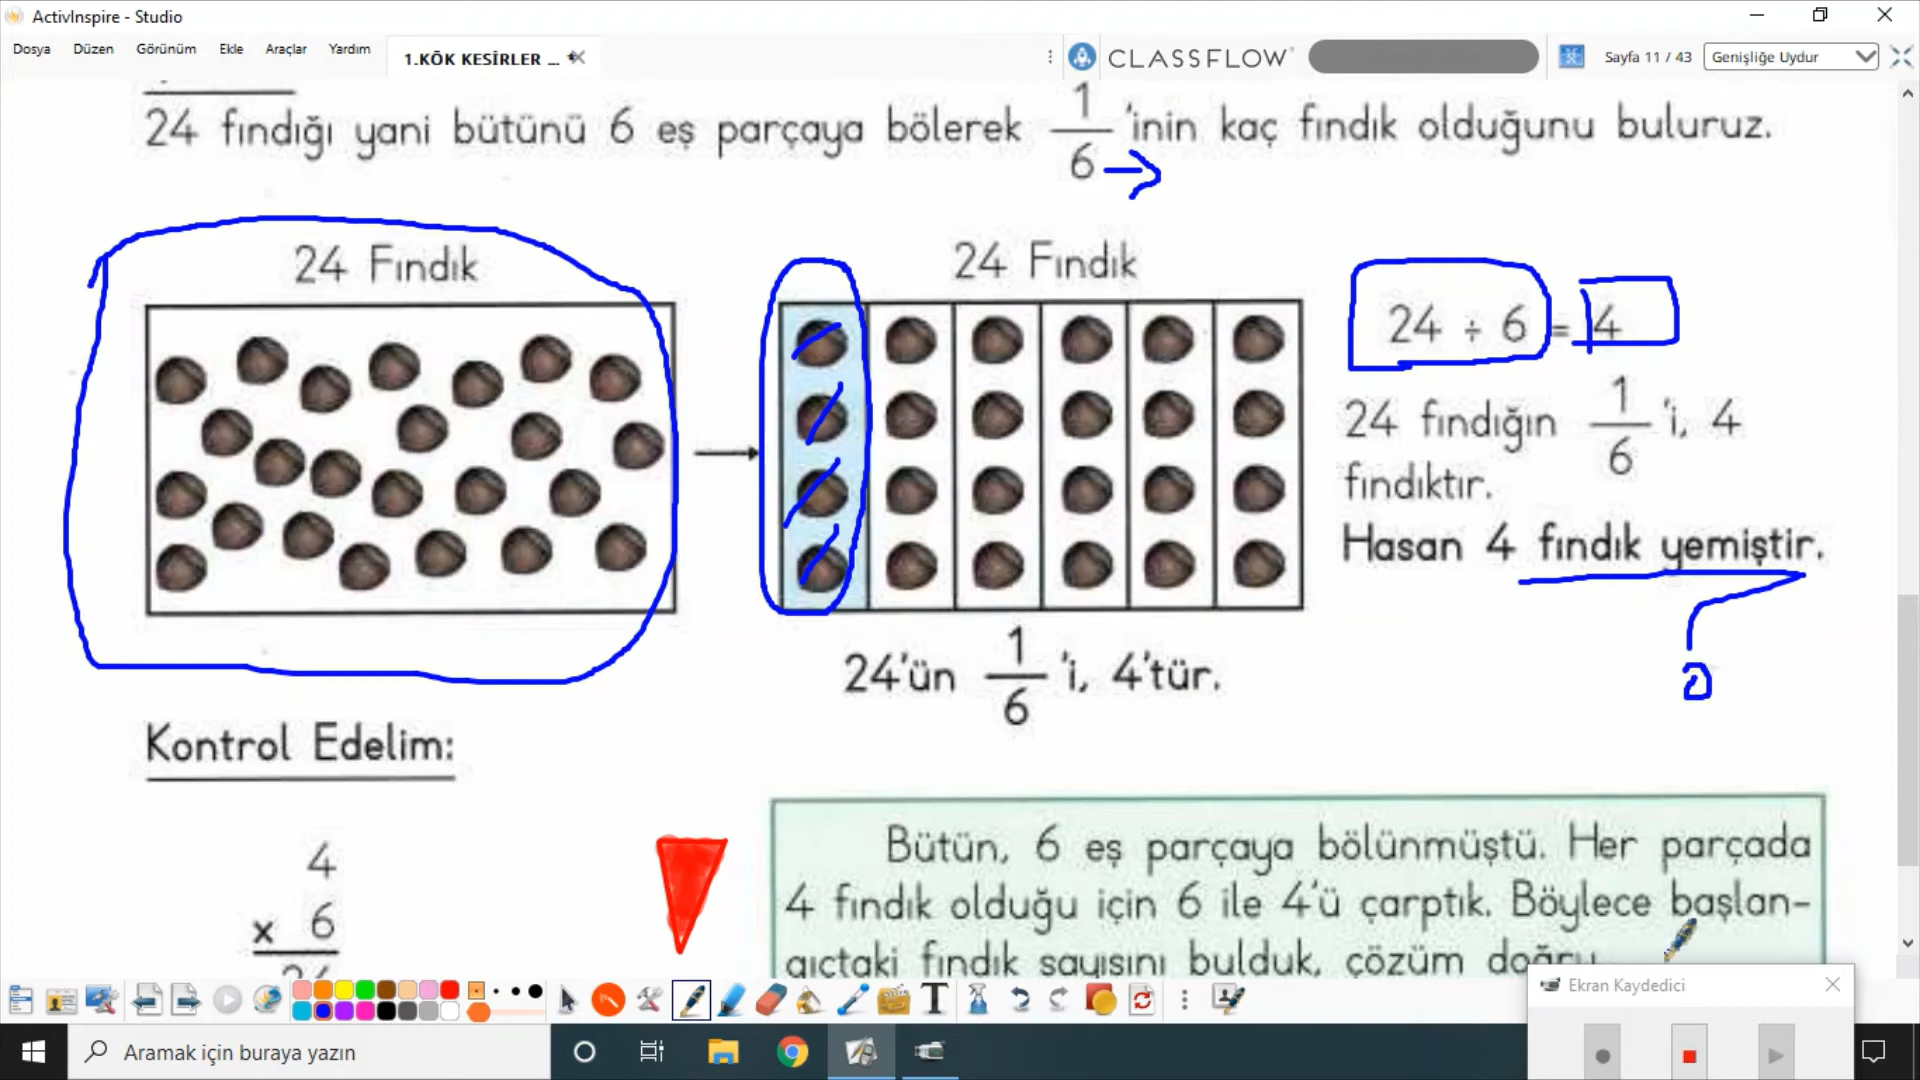 ActivInspire - Studio
Dosya Düzen Görünüm Ekle Araçlar Yardım 1.KÖK KESİRLER ... CLASSFLOW Sayfa 11 / 43 Genişliğe Uydur
24 fındığı yani bütünü 6 eş parçaya bölerek 1/6 'inin kaç fındık olduğunu buluruz.
24 Fındık
24 Fındık
24 ÷ 6 = 4
24 fındığın 1/6 'i, 4
fındıktır.
Hasan 4 fındık yemiştir.
24'ün 1/6 'i, 4'tür.
Kontrol Edelim:
4
x 6
24
Bütün, 6 eş parçaya bölünmüştü. Her parçada
4 fındık olduğu için 6 ile 4'ü çarptık. Böylece başlan-
gıçtaki fındık sayısını bulduk, çözüm doğru.
Ekran Kaydedici
Aramak için buraya yazın